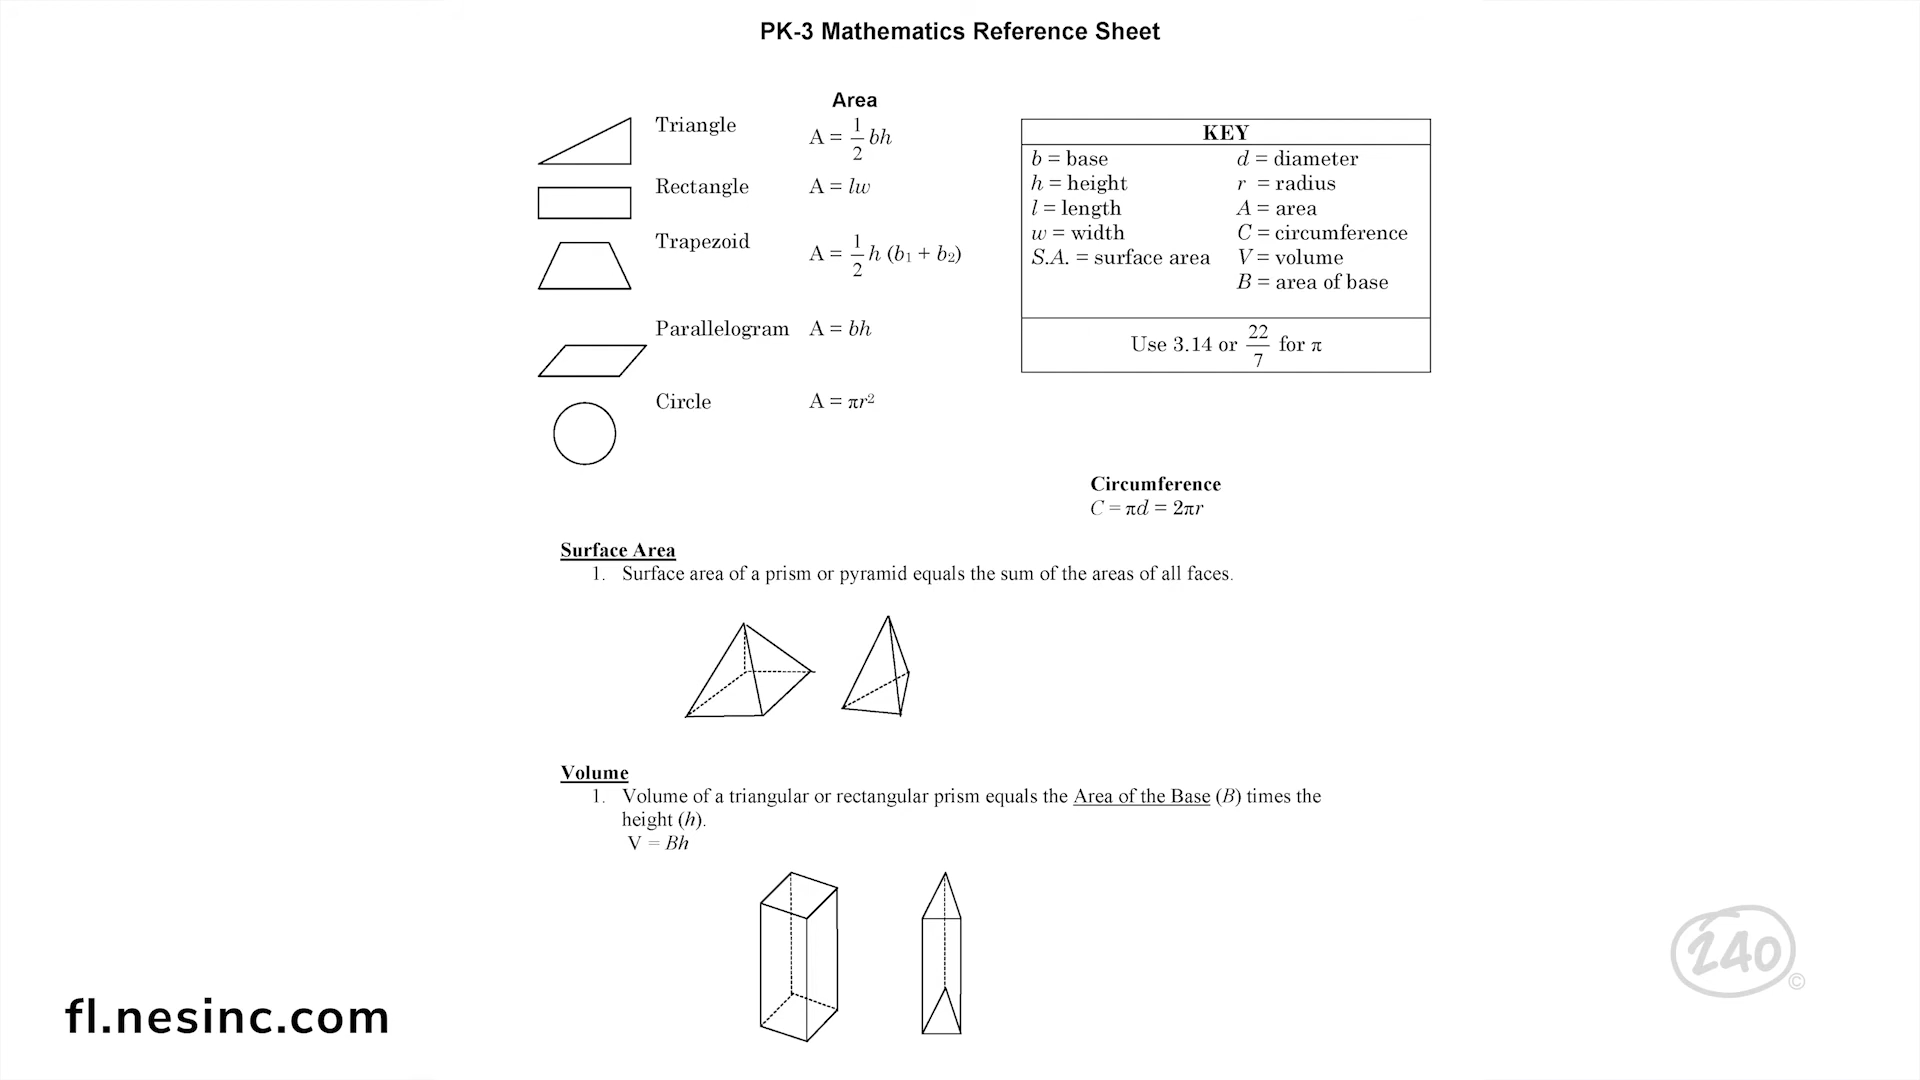 PK-3 Mathematics Reference Sheet
Area
Triangle A = 1/2 bh
Rectangle A = lw
Trapezoid A = 1/2 h (b₁ + b₂)
Parallelogram A = bh
Circle A = πr²
KEY
b = base d = diameter
h = height r = radius
l = length A = area
w = width C = circumference
S.A. = surface area V = volume
B = area of base
Use 3.14 or 22/7 for π
Circumference
C = πd = 2πr
Surface Area
1. Surface area of a prism or pyramid equals the sum of the areas of all faces.
Volume
1. Volume of a triangular or rectangular prism equals the Area of the Base (B) times the
height (h).
V = Bh
240
©
fl.nesinc.com